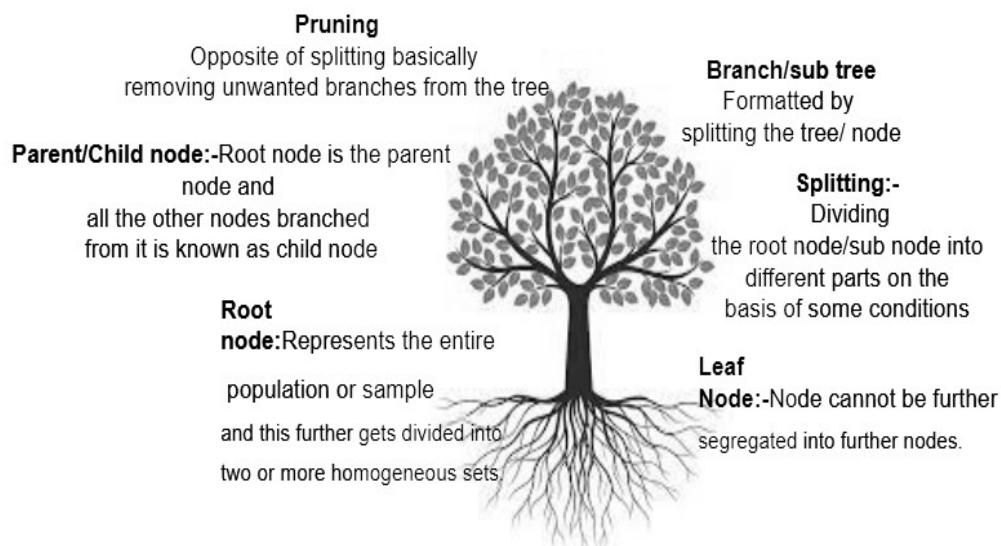 Pruning
Opposite of splitting basically
removing unwanted branches from the tree
Branch/sub tree
Formatted by
splitting the tree/ node
Parent/Child node:-Root node is the parent
node and
all the other nodes branched
from it is known as child node
Splitting:-
Dividing
the root node/sub node into
different parts on the
basis of some conditions
Root
node:Represents the entire
population or sample
and this further gets divided into
two or more homogeneous sets.
Leaf
Node:-Node cannot be further
segregated into further nodes.